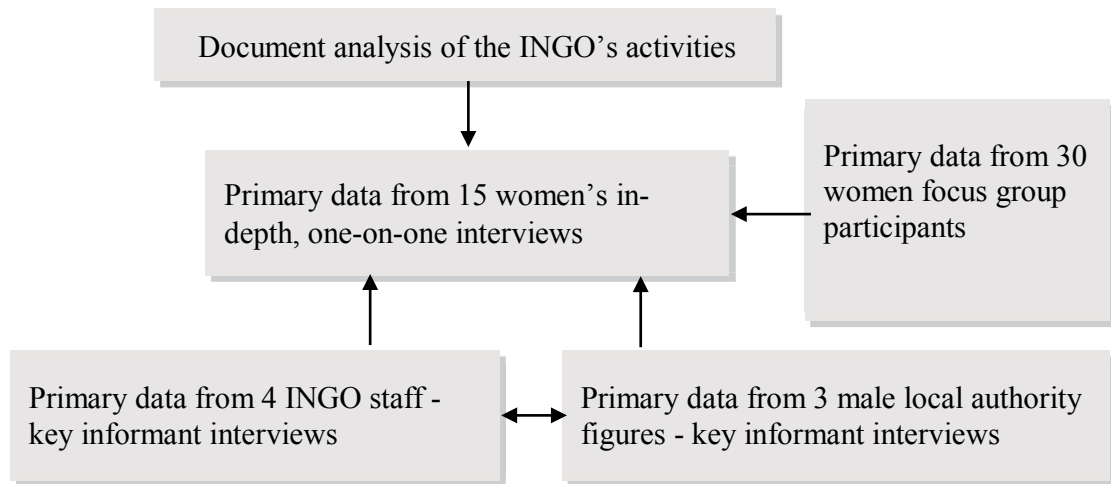 Document analysis of the INGO’s activities
Primary data from 30
women focus group
participants
Primary data from 15 women’s in-
depth, one-on-one interviews
Primary data from 4 INGO staff -
key informant interviews
Primary data from 3 male local authority
figures - key informant interviews